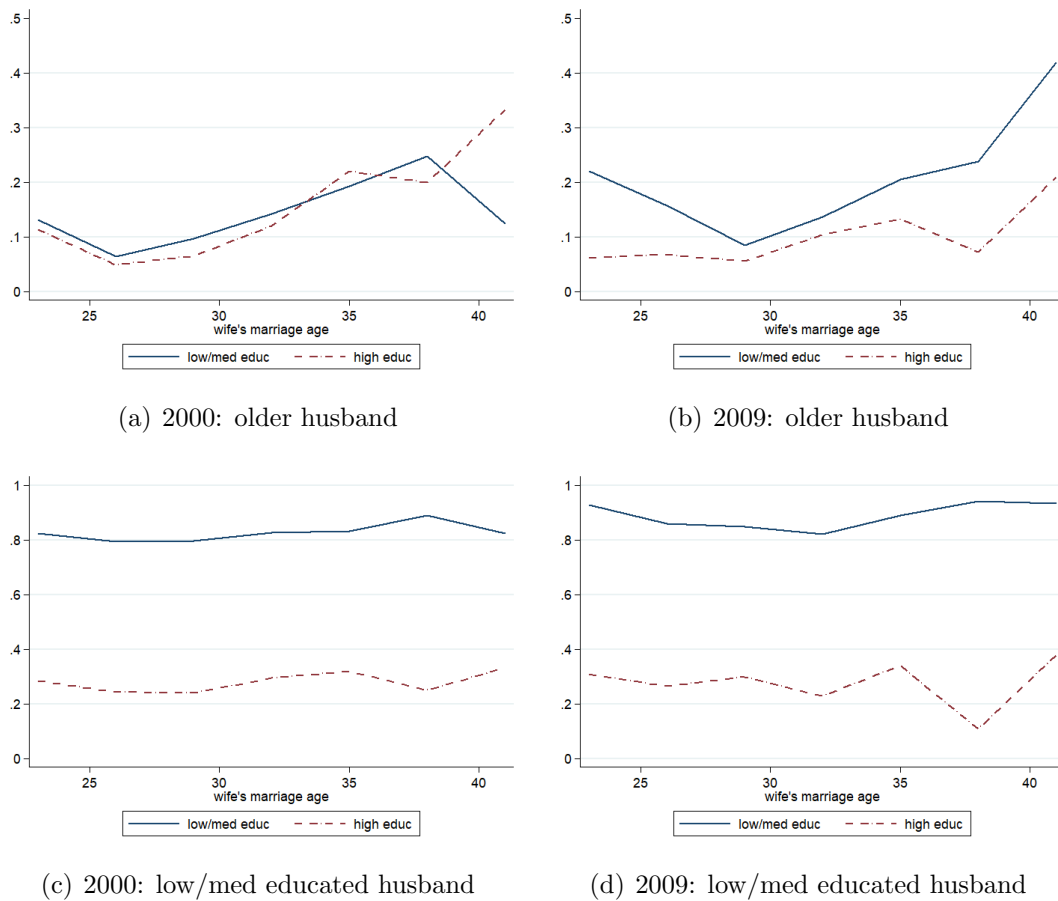 .5
.4
.3
.2
.1
0
25 30 35 40
wife's marriage age
low/med educ high educ
(a) 2000: older husband
.5
.4
.3
.2
.1
0
25 30 35 40
wife's marriage age
low/med educ high educ
(b) 2009: older husband
1
.8
.6
.4
.2
0
25 30 35 40
wife's marriage age
low/med educ high educ
(c) 2000: low/med educated husband
1
.8
.6
.4
.2
0
25 30 35 40
wife's marriage age
low/med educ high educ
(d) 2009: low/med educated husband